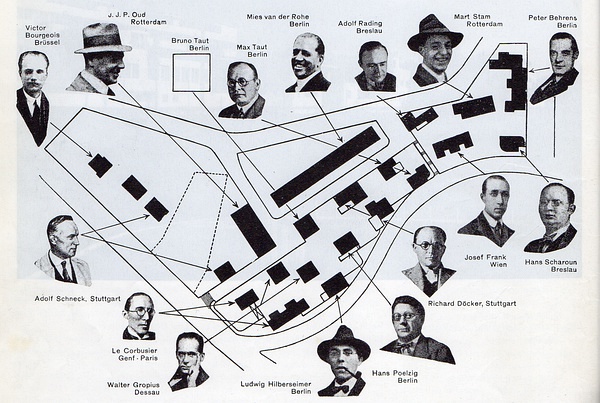 Victor
Bourgeois
Brüssel
J. J. P. Oud
Rotterdam
Bruno Taut
Berlin
Max Taut
Berlin
Mies van der Rohe
Berlin
Adolf Rading
Breslau
Mart Stam
Rotterdam
Peter Behrens
Berlin
Josef Frank
Wien
Hans Scharoun
Breslau
Adolf Schneck, Stuttgart
Richard Döcker, Stuttgart
Le Corbusier
Genf - Paris
Walter Gropius
Dessau
Ludwig Hilberseimer
Berlin
Hans Poelzig
Berlin